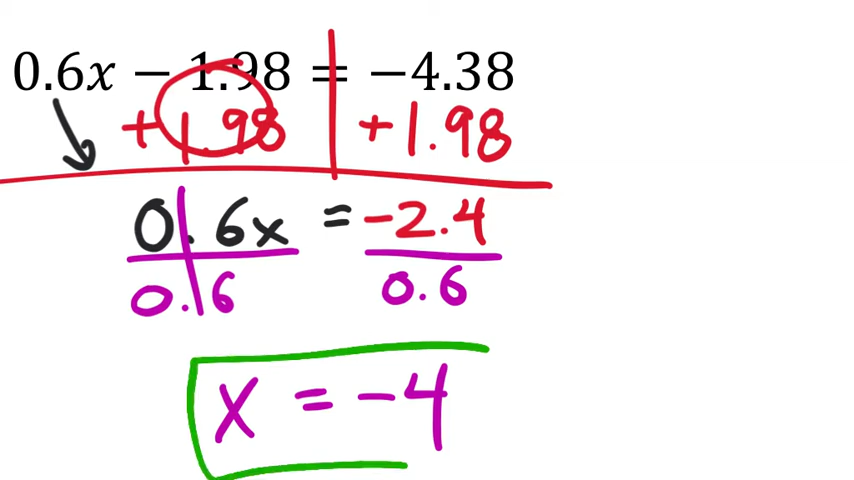 0.6x − 1.98 = −4.38
+1.98 +1.98
0.6x = -2.4
0.6 0.6
x = -4